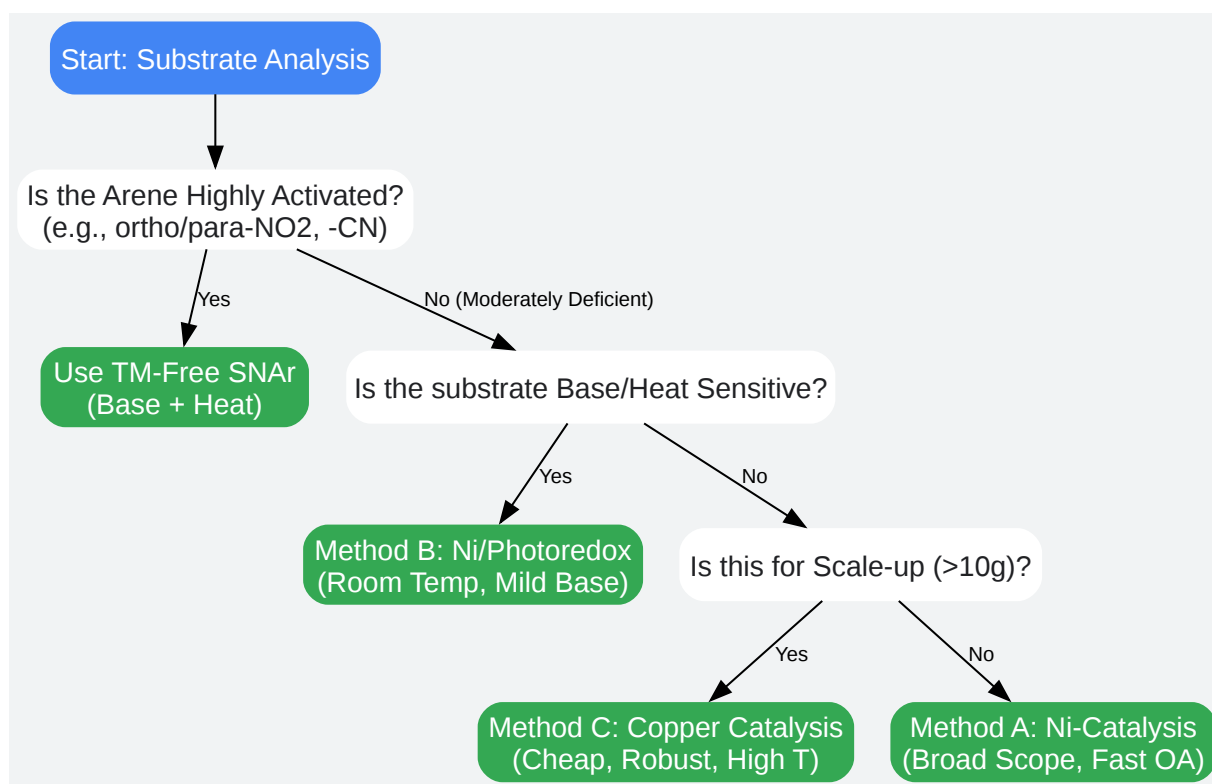 Start: Substrate Analysis
Is the Arene Highly Activated?
(e.g., ortho/para-NO2, -CN)
Yes
No (Moderately Deficient)
Use TM-Free SNAr
(Base + Heat)
Is the substrate Base/Heat Sensitive?
Yes
No
Method B: Ni/Photoredox
(Room Temp, Mild Base)
Is this for Scale-up (>10g)?
Yes
No
Method C: Copper Catalysis
(Cheap, Robust, High T)
Method A: Ni-Catalysis
(Broad Scope, Fast OA)